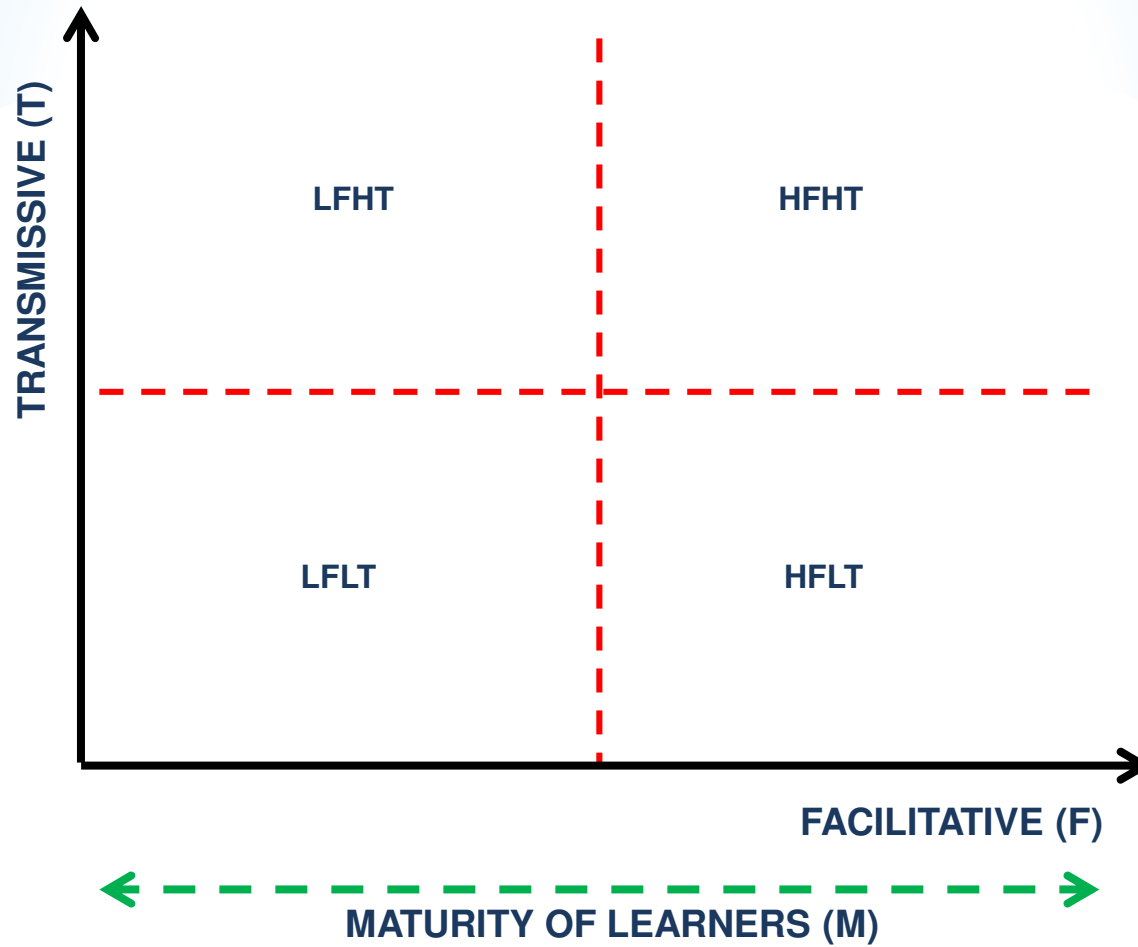 TRANSMISSIVE (T)
LFHT
HFHT
LFLT
HFLT
FACILITATIVE (F)
MATURITY OF LEARNERS (M)